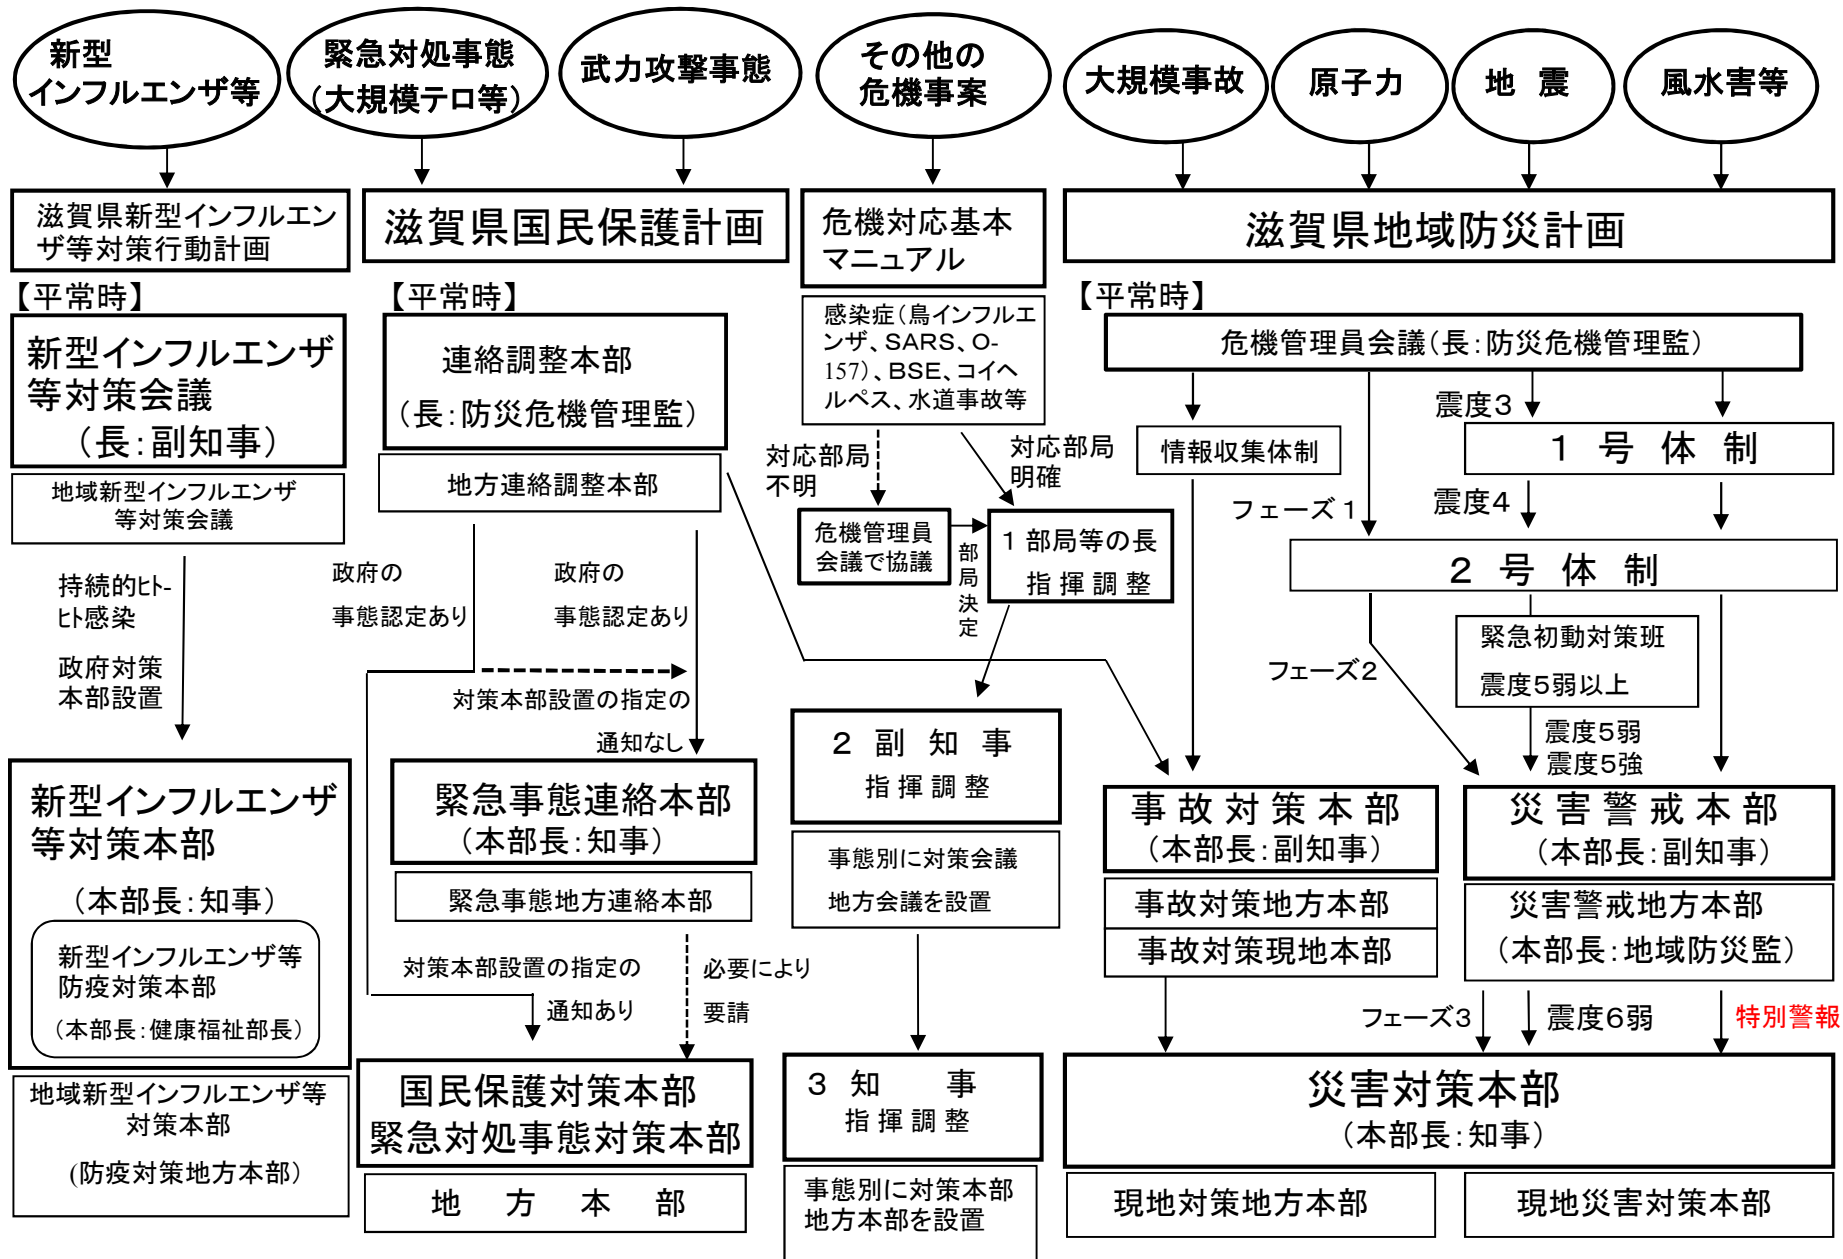 新型
インフルエンザ等
緊急対処事態
（大規模テロ等）
武力攻撃事態
その他の
危機事案
大規模事故
原子力
地　震
風水害等
滋賀県新型インフルエン
ザ等対策行動計画
滋賀県国民保護計画
危機対応基本
マニュアル
滋賀県地域防災計画
【平常時】
新型インフルエンザ
等対策会議
（長：副知事）
地域新型インフルエンザ
等対策会議
持続的ﾋﾄ-
ﾋﾄ感染
政府対策
本部設置
新型インフルエンザ
等対策本部
（本部長：知事）
新型インフルエンザ等
防疫対策本部
（本部長：健康福祉部長）
地域新型インフルエンザ等
対策本部
(防疫対策地方本部）
【平常時】
連絡調整本部
（長：防災危機管理監）
地方連絡調整本部
政府の
事態認定あり
政府の
事態認定あり
対策本部設置の指定の
通知なし
緊急事態連絡本部
（本部長：知事）
緊急事態地方連絡本部
対策本部設置の指定の
通知あり
必要により
要請
国民保護対策本部
緊急対処事態対策本部
地　方　本　部
感染症（鳥インフルエ
ンザ、SARS、O-
157）、BSE、コイヘ
ルペス、水道事故等
対応部局
不明
対応部局
明確
危機管理員
会議で協議
部局決定
１部局等の長
指揮調整
２　副　知　事
指揮調整
事態別に対策会議
地方会議を設置
３　知　　事
指揮調整
事態別に対策本部
地方本部を設置
【平常時】
危機管理員会議（長：防災危機管理監）
震度３
情報収集体制
１　号　体　制
フェーズ１
震度４
２　号　体　制
フェーズ２
緊急初動対策班
震度５弱以上
震度５弱
震度５強
事故対策本部
（本部長：副知事）
災害警戒本部
（本部長：副知事）
事故対策地方本部
事故対策現地本部
災害警戒地方本部
（本部長：地域防災監）
フェーズ３
震度６弱
特別警報
災害対策本部
（本部長：知事）
現地対策地方本部
現地災害対策本部